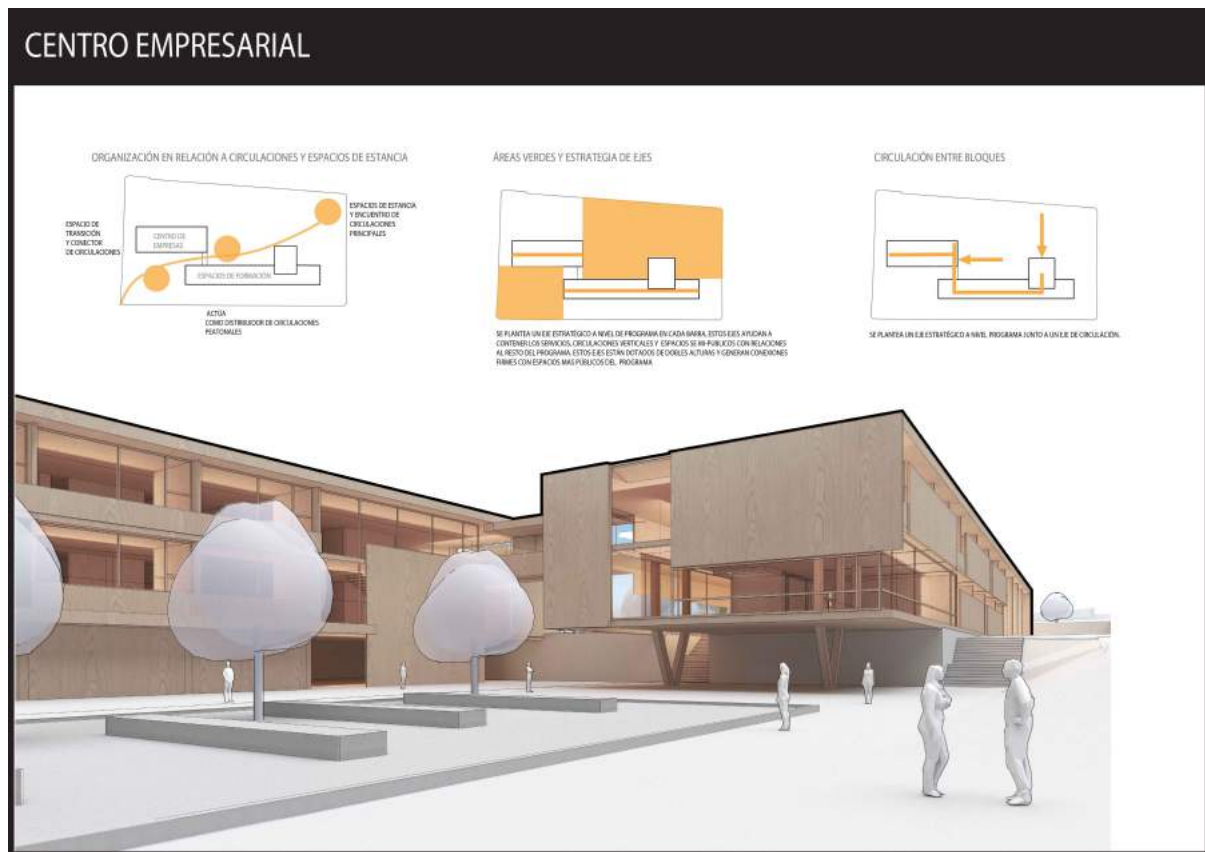 CENTRO EMPRESARIAL
ORGANIZACIÓN EN RELACIÓN A CIRCULACIONES Y ESPACIOS DE ESTANCIA
ESPACIO DE
TRANSICIÓN
Y CONECTOR
DE CIRCULACIONES
CENTRO DE
EMPRESAS
ESPACIOS DE FORMACIÓN
ESPACIOS DE ESTANCIA
Y ENCUENTRO DE
CIRCULACIONES
PRINCIPALES
ACTÚA
COMO DISTRIBUIDOR DE CIRCULACIONES
PEATONALES
ÁREAS VERDES Y ESTRATEGIA DE EJES
SE PLANTEA UN EJE ESTRATÉGICO A NIVEL DE PROGRAMA EN CADA BARRA. ESTOS EJES AYUDAN A
CONTENER LOS SERVICIOS, CIRCULACIONES VERTICALES Y ESPACIOS SE MI-PUBLICOS CON RELACIONES
AL RESTO DEL PROGRAMA. ESTOS EJES ESTÁN DOTADOS DE DOBLES ALTURAS Y GENERAN CONEXIONES
FIRMES CON ESPACIOS MAS PÚBLICOS DEL PROGRAMA
CIRCULACIÓN ENTRE BLOQUES
SE PLANTEA UN EJE ESTRATÉGICO A NIVEL PROGRAMA JUNTO A UN EJE DE CIRCULACIÓN.